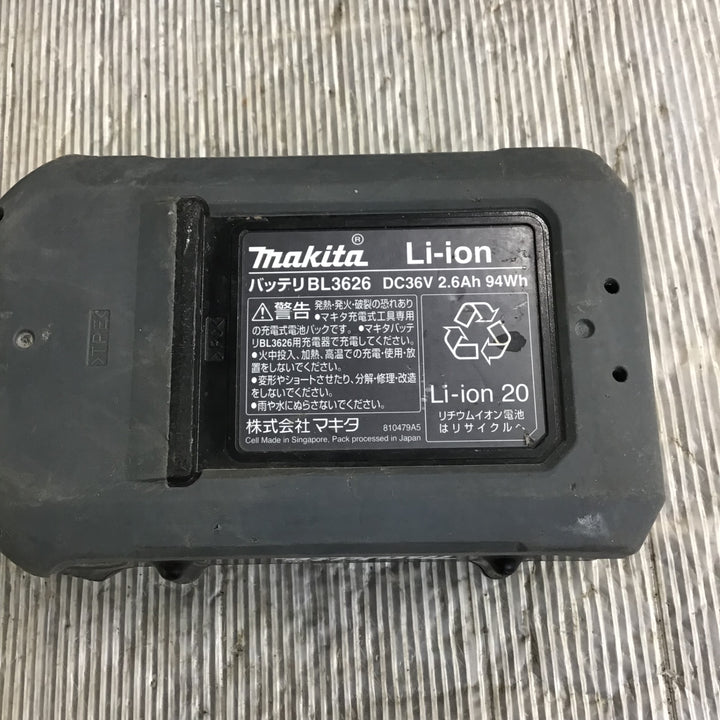 makita® Li-ion
バッテリBL3626 DC36V 2.6Ah 94Wh
⚠警告 発熱・発火・破裂の恐れあり
●マキタ充電式工具専用
の充電式電池パックです。●マキタバッテ
リBL3626用充電器で充電してください。
●火中投入、加熱、高温での充電・使用・放
置をしないでください。
●変形やショートさせたり、分解・修理・改造
をしないでください。
●雨や水にぬらさないでください。
株式会社マキタ 810479A5
Cell Made in Singapore, Pack processed in Japan
Li-ion 20
リチウムイオン電池
はリサイクルへ